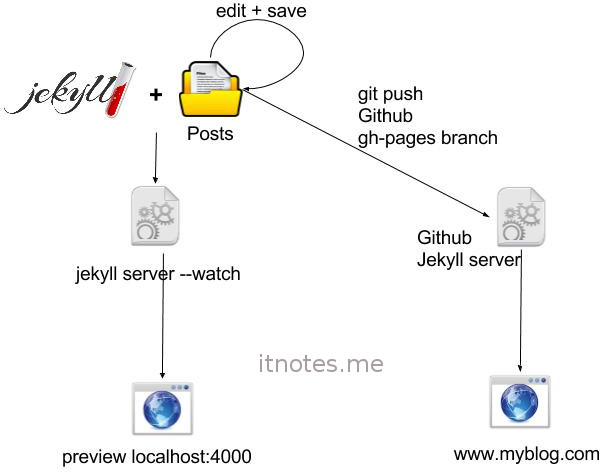 edit + save
jekyll
+
Posts
git push
Github
gh-pages branch
Github
Jekyll server
jekyll server --watch
itnotes.me
preview localhost:4000
www.myblog.com